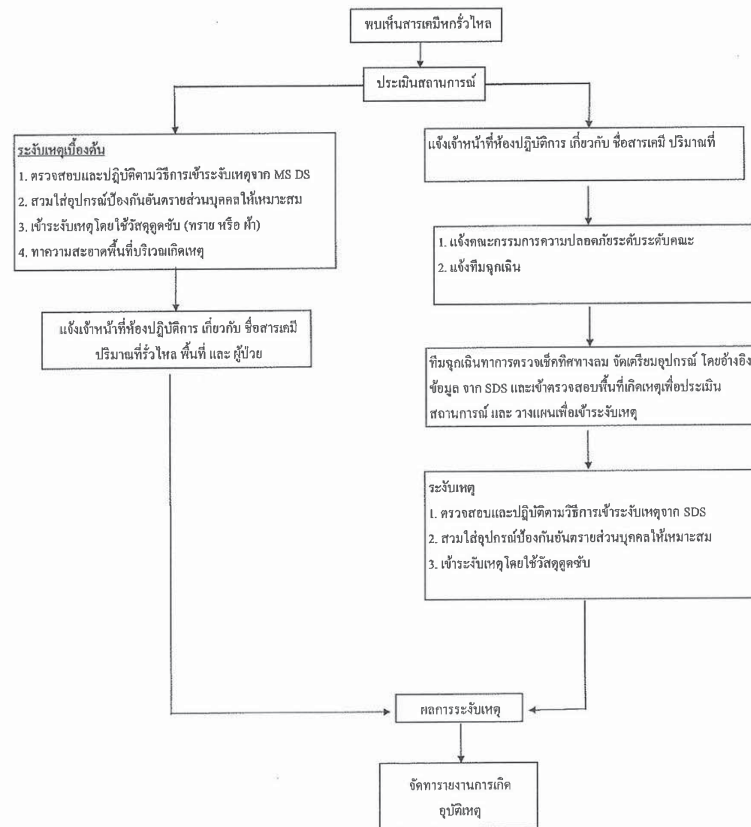 พบเห็นสารเคมีหกรั่วไหล
ประเมินสถานการณ์
ระงับเหตุเบื้องต้น
1. ตรวจสอบและปฏิบัติตามวิธีการเข้าระงับเหตุจาก MS DS
2. สวมใส่อุปกรณ์ป้องกันอันตรายส่วนบุคคลให้เหมาะสม
3. เข้าระงับเหตุโดยใช้วัสดุดูดซับ (ทราย หรือ ผ้า)
4. ทาความสะอาดพื้นที่บริเวณเกิดเหตุ
แจ้งเจ้าหน้าที่ห้องปฏิบัติการ เกี่ยวกับ ชื่อสารเคมี
ปริมาณที่รั่วไหล พื้นที่ และ ผู้ป่วย
แจ้งเจ้าหน้าที่ห้องปฏิบัติการ เกี่ยวกับ ชื่อสารเคมี ปริมาณที่
1. แจ้งคณะกรรมการความปลอดภัยระดับระดับคณะ
2. แจ้งทีมฉุกเฉิน
ทีมฉุกเฉินทาการตรวจเช็คทิศทางลม จัดเตรียมอุปกรณ์ โดยอ้างอิง
ข้อมูล จาก SDS และเข้าตรวจสอบพื้นที่เกิดเหตุเพื่อประเมิน
สถานการณ์ และ วางแผนเพื่อเข้าระงับเหตุ
ระงับเหตุ
1. ตรวจสอบและปฏิบัติตามวิธีการเข้าระงับเหตุจาก SDS
2. สวมใส่อุปกรณ์ป้องกันอันตรายส่วนบุคคลให้เหมาะสม
3. เข้าระงับเหตุโดยใช้วัสดุดูดซับ
ผลการระงับเหตุ
จัดทารายงานการเกิด
อุบัติเหตุ